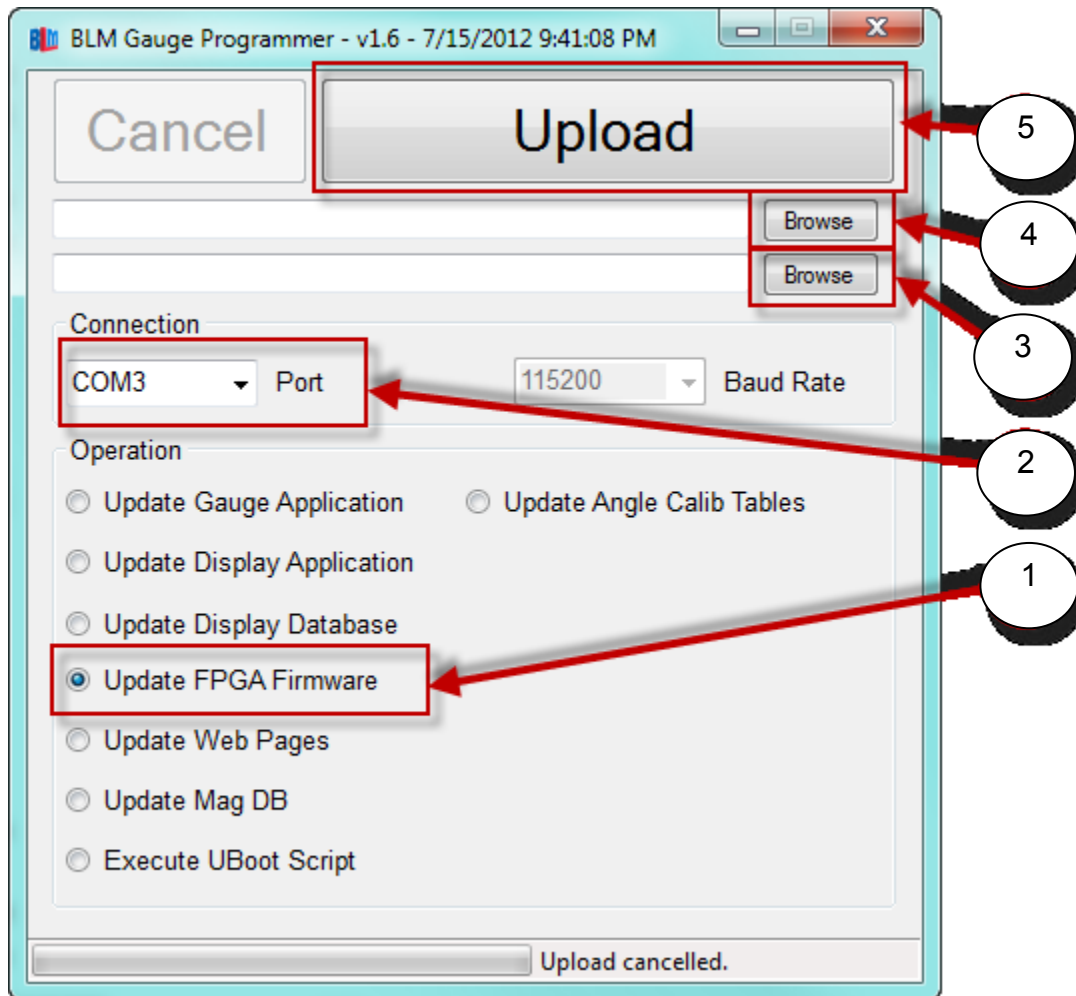 BLM Gauge Programmer - v1.6 - 7/15/2012 9:41:08 PM
Cancel
Upload
5
Browse
4
Browse
3
Connection
COM3 Port 115200 Baud Rate
2
Operation
Update Gauge Application Update Angle Calib Tables
Update Display Application
1
Update Display Database
Update FPGA Firmware
Update Web Pages
Update Mag DB
Execute UBoot Script
Upload cancelled.